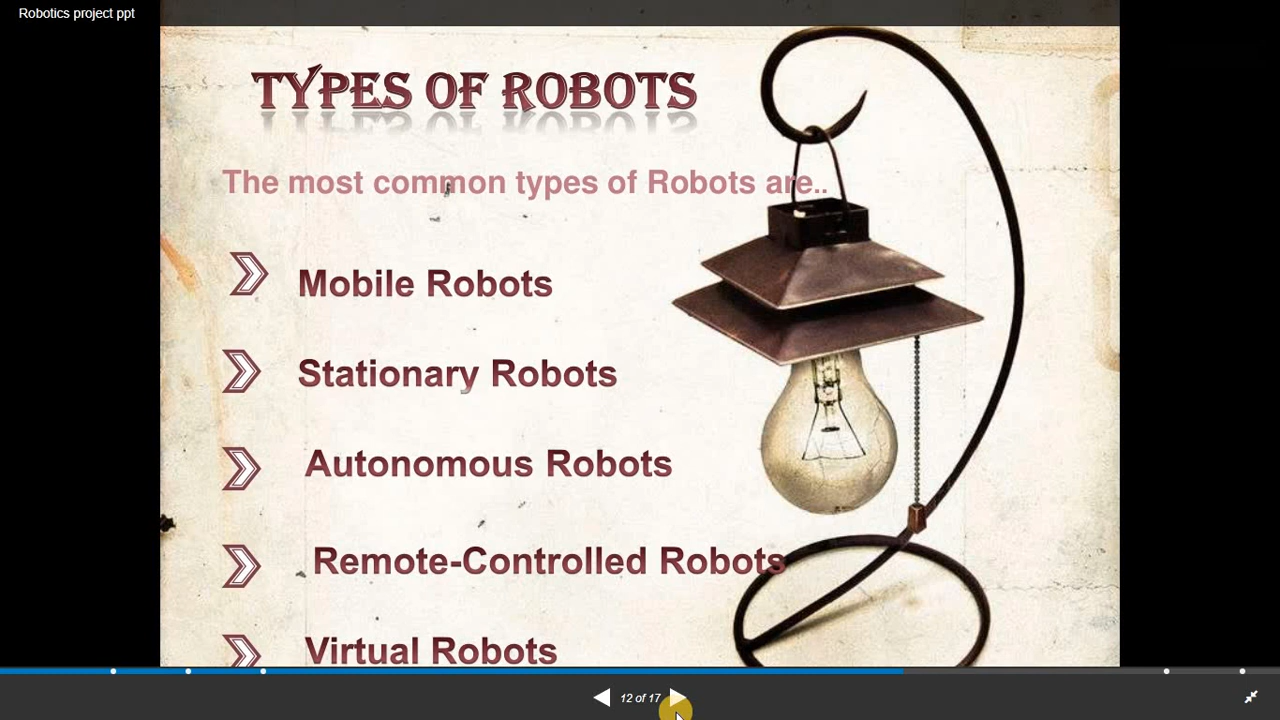 Robotics project ppt
TYPES OF ROBOTS
The most common types of Robots are..
Mobile Robots
Stationary Robots
Autonomous Robots
Remote-Controlled Robots
Virtual Robots
12 of 17